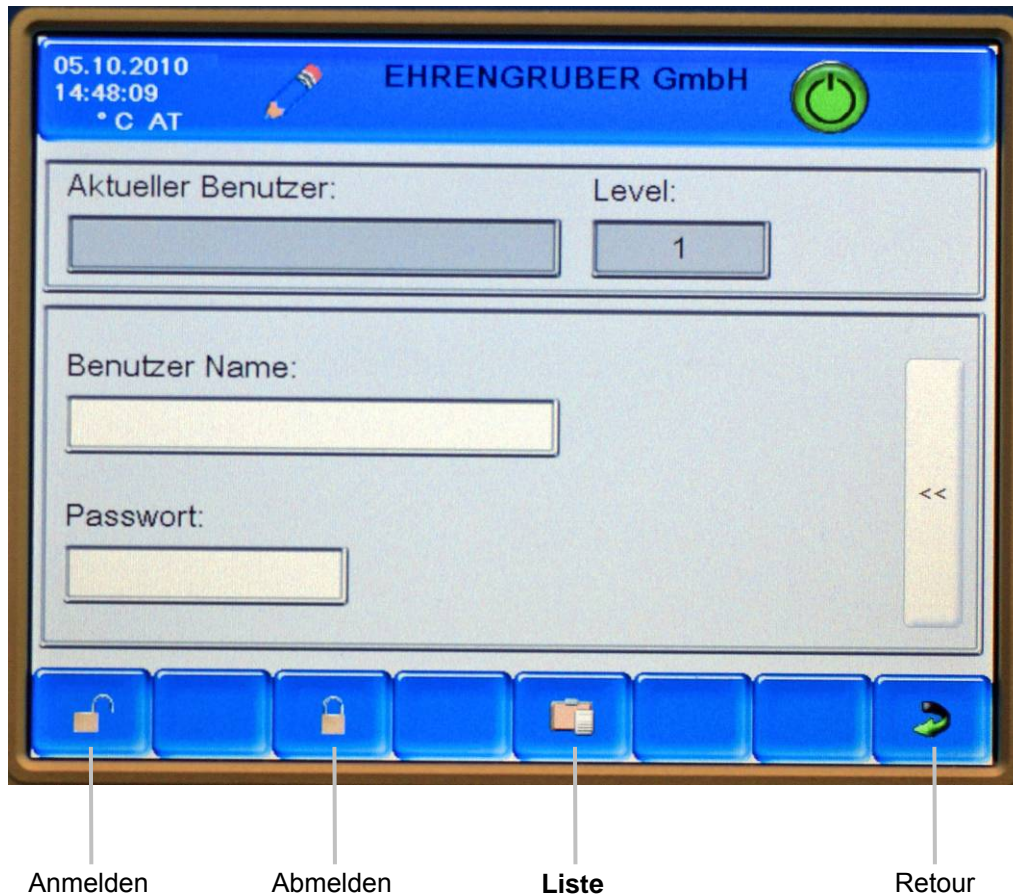 05.10.2010
14:48:09
° C AT
EHRENGRUBER GmbH
Aktueller Benutzer:
Level:
1
Benutzer Name:
<<
Passwort:
Anmelden Abmelden Liste Retour